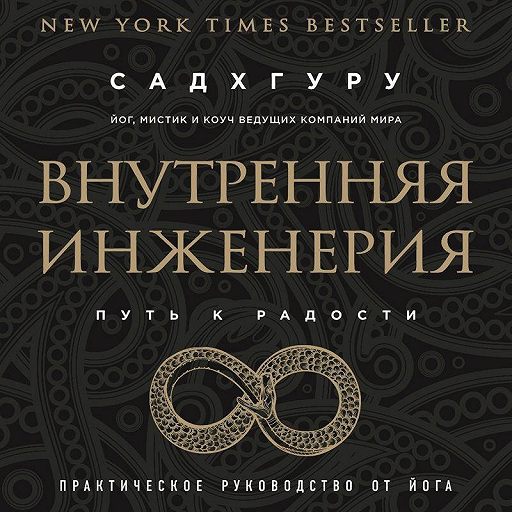 NEW YORK TIMES BESTSELLER
САДХГУРУ
ЙОГ, МИСТИК И КОУЧ ВЕДУЩИХ КОМПАНИЙ МИРА
ВНУТРЕННЯЯ
ИНЖЕНЕРИЯ
ПУТЬ К РАДОСТИ
ПРАКТИЧЕСКОЕ РУКОВОДСТВО ОТ ЙОГА